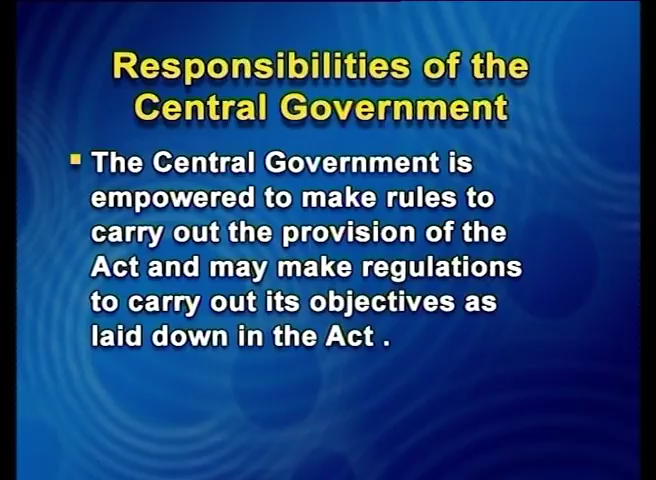 Responsibilities of the
Central Government
The Central Government is
empowered to make rules to
carry out the provision of the
Act and may make regulations
to carry out its objectives as
laid down in the Act .